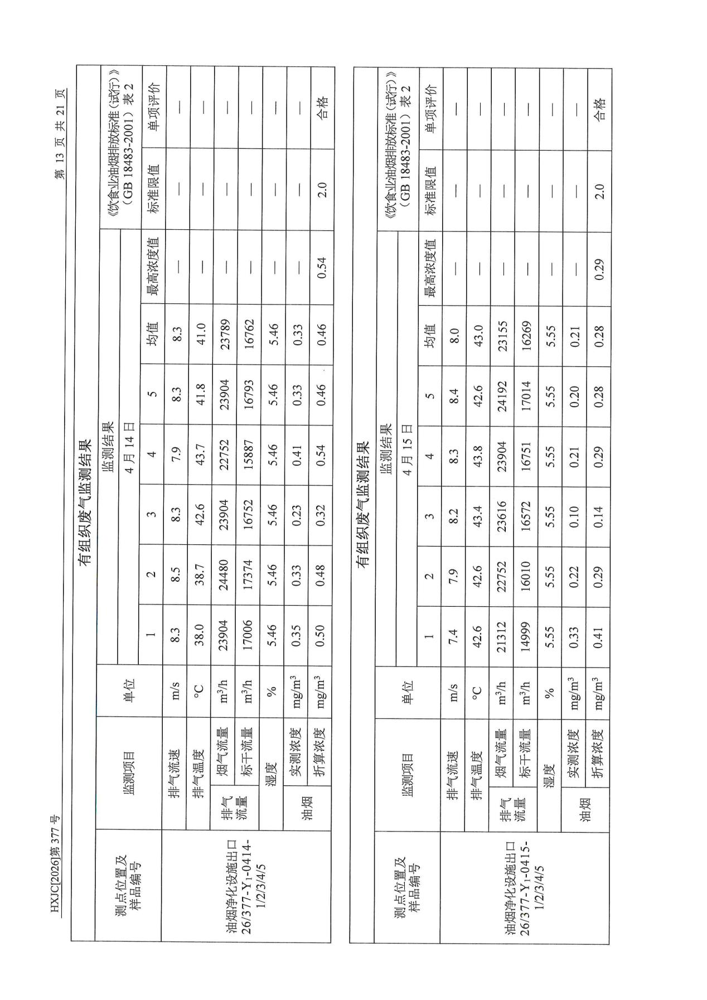 HXJC[2026]第 377 号
第 13 页 共 21 页
有组织废气监测结果
测点位置及样品编号 监测项目 单位 监测结果 《饮食业油烟排放标准（试行）》（GB 18483-2001）表 2
4 月 14 日
1 2 3 4 5 均值 最高浓度值 标准限值 单项评价
油烟净化设施出口 26/377-Y₁-0414-1/2/3/4/5
排气流速 m/s 8.3 8.5 8.3 7.9 8.3 8.3 — — —
排气温度 °C 38.0 38.7 42.6 43.7 41.8 41.0 — — —
排气流量 烟气流量 m³/h 23904 24480 23904 22752 23904 23789 — — —
标干流量 m³/h 17006 17374 16752 15887 16793 16762 — — —
湿度 % 5.46 5.46 5.46 5.46 5.46 5.46 — — —
油烟 实测浓度 mg/m³ 0.35 0.33 0.23 0.41 0.33 0.33 — — —
折算浓度 mg/m³ 0.50 0.48 0.32 0.54 0.46 0.46 0.54 2.0 合格
有组织废气监测结果
测点位置及样品编号 监测项目 单位 监测结果 《饮食业油烟排放标准（试行）》（GB 18483-2001）表 2
4 月 15 日
1 2 3 4 5 均值 最高浓度值 标准限值 单项评价
油烟净化设施出口 26/377-Y₁-0415-1/2/3/4/5
排气流速 m/s 7.4 7.9 8.2 8.3 8.4 8.0 — — —
排气温度 °C 42.6 42.6 43.4 43.8 42.6 43.0 — — —
排气流量 烟气流量 m³/h 21312 22752 23616 23904 24192 23155 — — —
标干流量 m³/h 14999 16010 16572 16751 17014 16269 — — —
湿度 % 5.55 5.55 5.55 5.55 5.55 5.55 — — —
油烟 实测浓度 mg/m³ 0.33 0.22 0.10 0.21 0.20 0.21 — — —
折算浓度 mg/m³ 0.41 0.29 0.14 0.29 0.28 0.28 0.29 2.0 合格